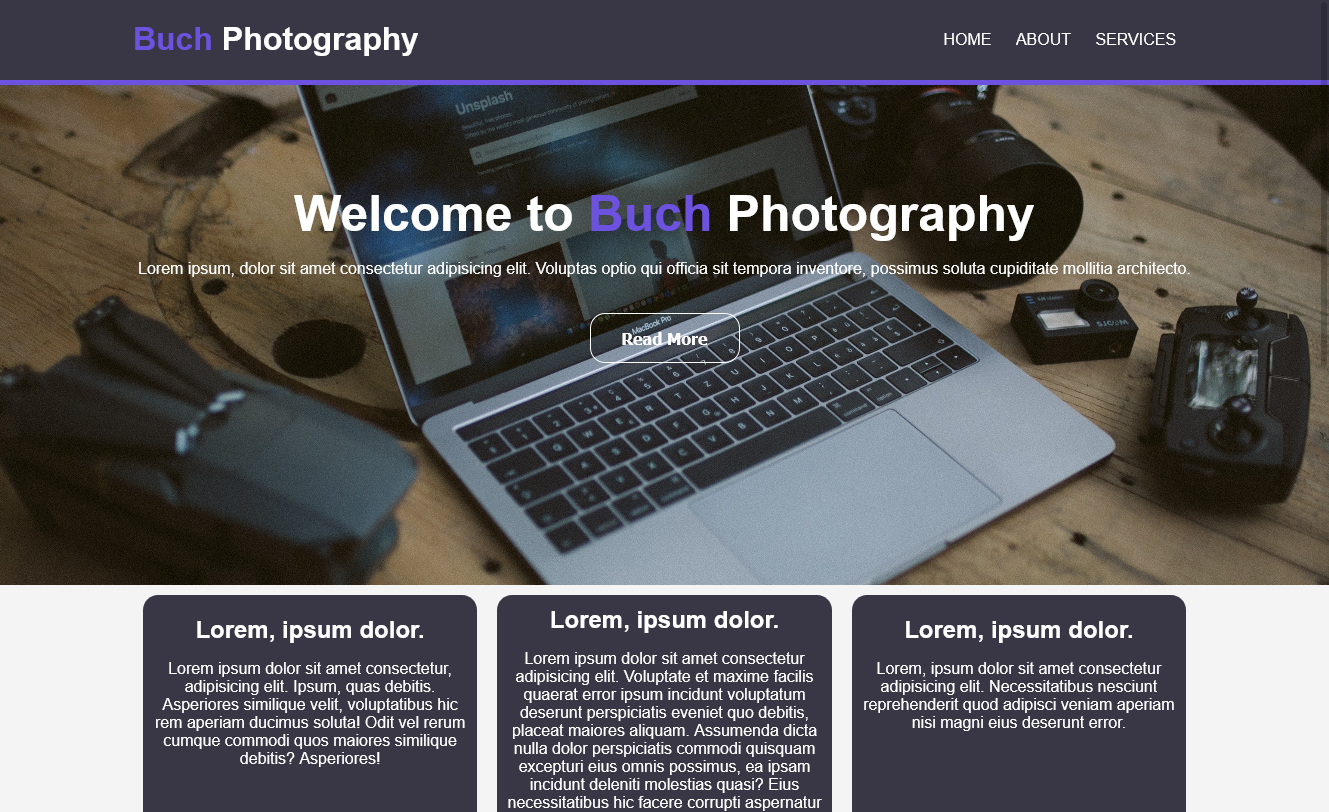 Buch Photography
HOME ABOUT SERVICES
Unsplash
Welcome to Buch Photography
Lorem ipsum, dolor sit amet consectetur adipisicing elit. Voluptas optio qui officia sit tempora inventore, possimus soluta cupiditate mollitia architecto.
MacBook Pro
Read More
SJCAM
Lorem, ipsum dolor.
Lorem ipsum dolor sit amet consectetur,
adipisicing elit. Ipsum, quas debitis.
Asperiores similique velit, voluptatibus hic
rem aperiam ducimus soluta! Odit vel rerum
cumque commodi quos maiores similique
debitis? Asperiores!
Lorem, ipsum dolor.
Lorem ipsum dolor sit amet consectetur
adipisicing elit. Voluptate et maxime facilis
quaerat error ipsum incidunt voluptatum
deserunt perspiciatis eveniet quo debitis,
placeat maiores aliquam. Assumenda dicta
nulla dolor perspiciatis commodi quisquam
excepturi eius omnis possimus, ea ipsam
incidunt deleniti molestias quasi? Eius
necessitatibus hic facere corrupti aspernatur
Lorem, ipsum dolor.
Lorem, ipsum dolor sit amet consectetur
adipisicing elit. Necessitatibus nesciunt
reprehenderit quod adipisci veniam aperiam
nisi magni eius deserunt error.